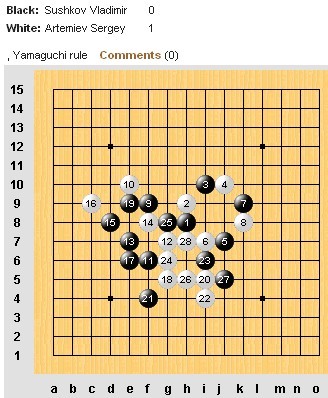 Black: Sushkov Vladimir 0
White: Artemiev Sergey 1
, Yamaguchi rule Comments (0)
15
14
13
12
11
10 10 3 4
9 16 19 9 2 7
8 15 14 25 1 8
7 13 12 28 6 5
6 17 11 24 23
5 18 26 20 27
4 21 22
3
2
1
a b c d e f g h i j k l m n o